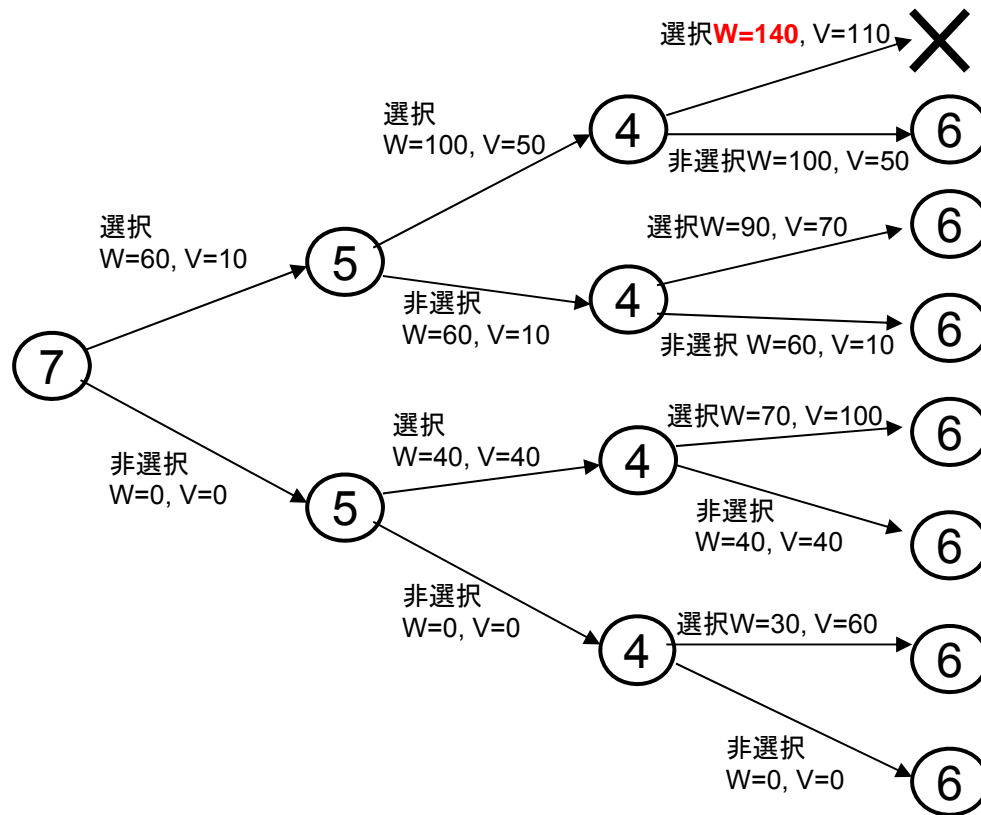 選択W=140, V=110
選択
W=100, V=50
4
6
非選択W=100, V=50
選択
W=60, V=10
5
選択W=90, V=70
6
非選択
W=60, V=10
4
6
非選択 W=60, V=10
7
選択
W=40, V=40
選択W=70, V=100
6
4
非選択
W=0, V=0
5
非選択
W=40, V=40
6
非選択
W=0, V=0
選択W=30, V=60
4
6
非選択
W=0, V=0
6